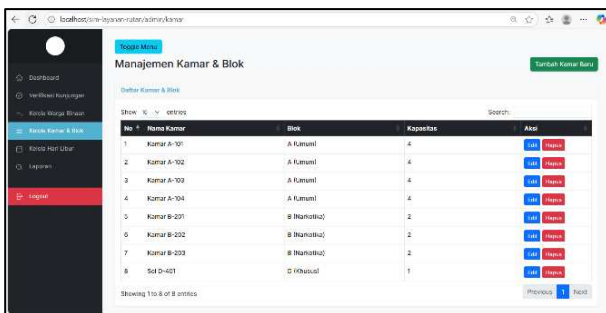 localhost/sim-layanan-rutan/admin/kamar
Toggle Menu
Manajemen Kamar & Blok
Tambah Kamar Baru
Dashboard
Verifikasi Kunjungan
Kelola Warga Binaan
Kelola Kamar & Blok
Kelola Hari Libur
Laporan
Logout
Daftar Kamar & Blok
Show 10 entries
Search:
No Nama Kamar Blok Kapasitas Aksi
1 Kamar A-101 A (Umum) 4 Edit Hapus
2 Kamar A-102 A (Umum) 4 Edit Hapus
3 Kamar A-103 A (Umum) 4 Edit Hapus
4 Kamar A-104 A (Umum) 4 Edit Hapus
5 Kamar B-201 B (Narkotika) 2 Edit Hapus
6 Kamar B-202 B (Narkotika) 2 Edit Hapus
7 Kamar B-203 B (Narkotika) 2 Edit Hapus
8 Sel D-401 D (Khusus) 1 Edit Hapus
Showing 1 to 8 of 8 entries
Previous 1 Next